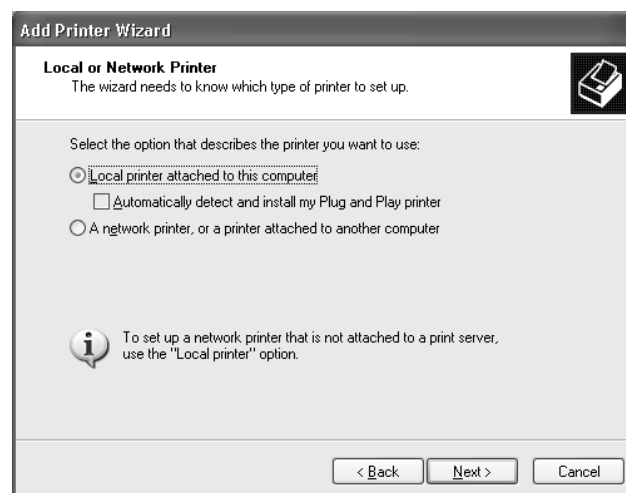 Add Printer Wizard
Local or Network Printer
The wizard needs to know which type of printer to set up.
Select the option that describes the printer you want to use:
Local printer attached to this computer
Automatically detect and install my Plug and Play printer
A network printer, or a printer attached to another computer
To set up a network printer that is not attached to a print server,
use the "Local printer" option.
< Back Next > Cancel